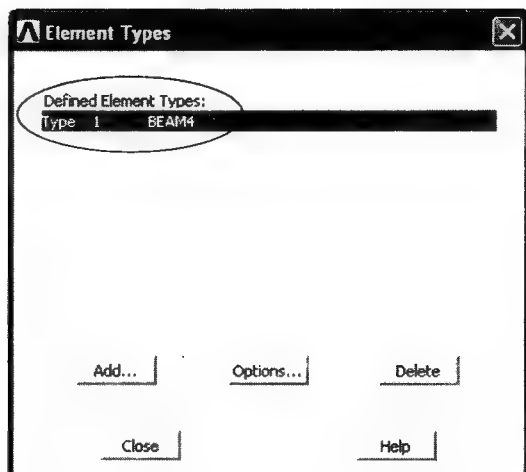 Element Types
Defined Element Types:
Type 1 BEAM4
Add... Options... Delete
Close Help